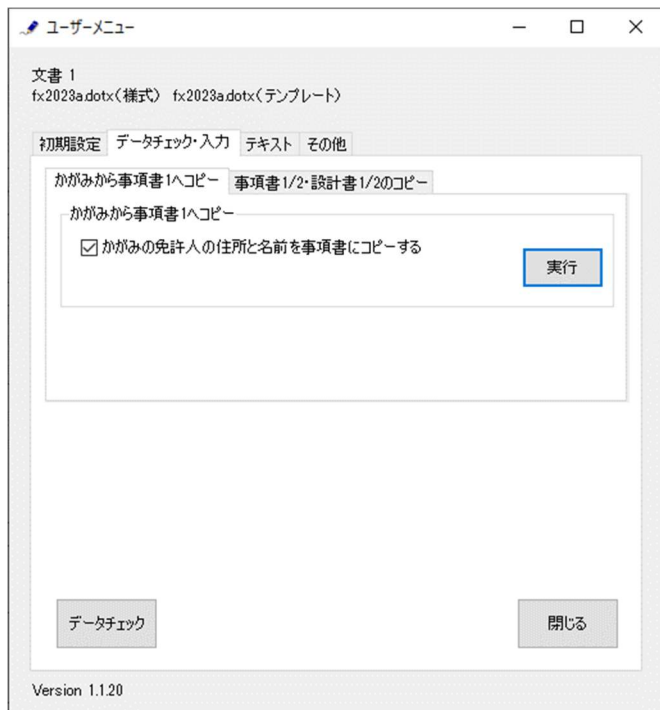 ユーザーメニュー
文書 1
fx2023a.dotx(様式) fx2023a.dotx(テンプレート)
初期設定 データチェック・入力 テキスト その他
かがみから事項書1へコピー 事項書1/2・設計書1/2のコピー
かがみから事項書1へコピー
かがみの免許人の住所と名前を事項書にコピーする
実行
データチェック 閉じる
Version 1.1.20